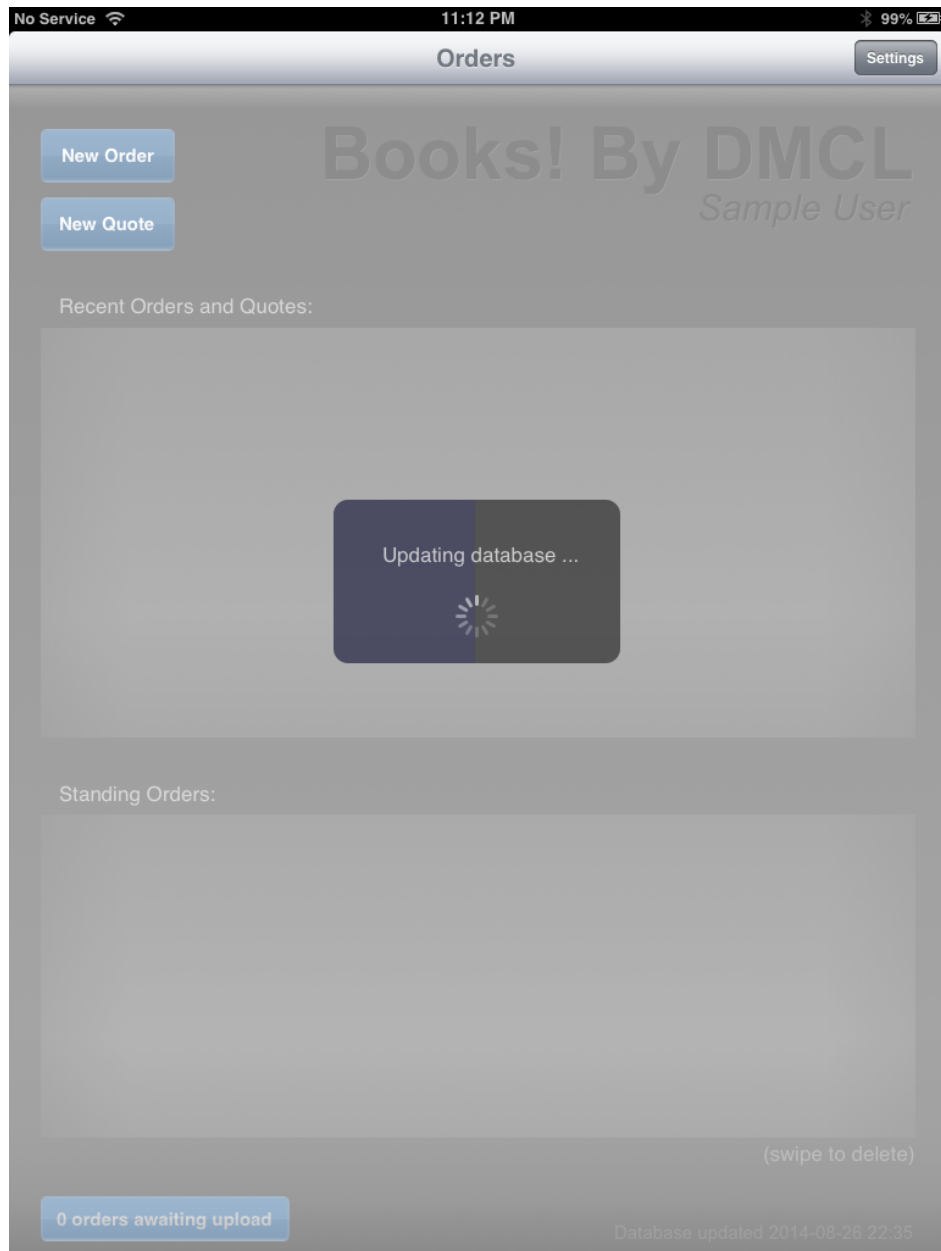 No Service 11:12 PM 99%
Orders Settings
New Order
Books! By DMCL
Sample User
New Quote
Recent Orders and Quotes:
Updating database ...
Standing Orders:
(swipe to delete)
0 orders awaiting upload
Database updated 2014-08-26 22:35